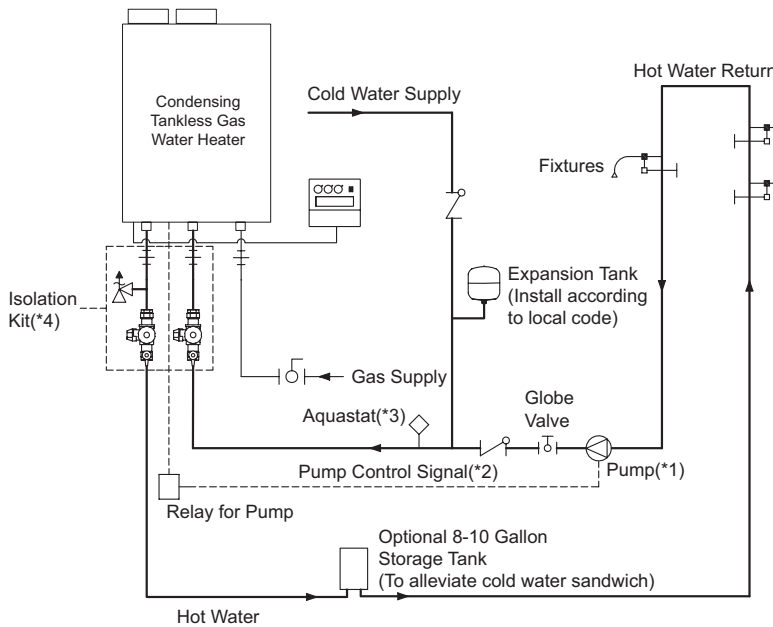 Condensing
Tankless Gas
Water Heater
Cold Water Supply
Hot Water Return
Fixtures
Expansion Tank
(Install according
to local code)
Isolation
Kit(*4)
Gas Supply
Globe
Valve
Aquastat(*3)
Pump Control Signal(*2)
Pump(*1)
Relay for Pump
Optional 8-10 Gallon
Storage Tank
(To alleviate cold water sandwich)
Hot Water